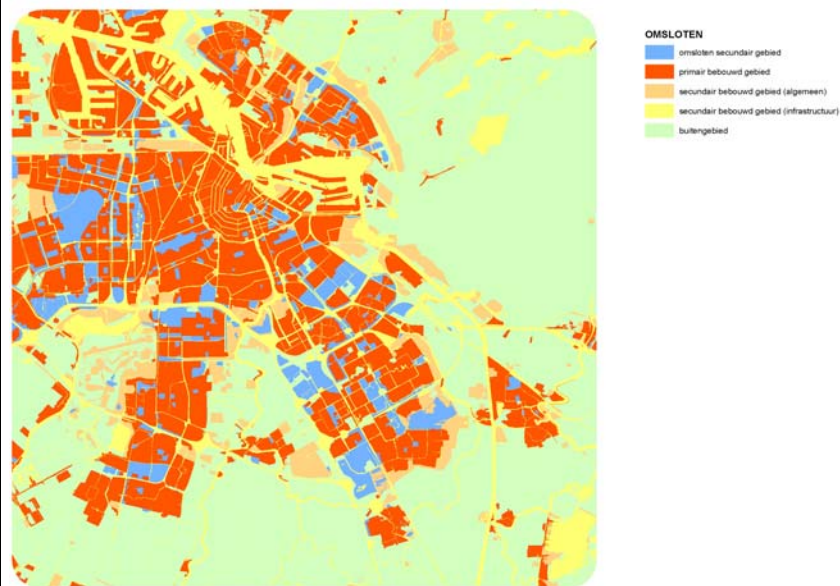 OMSLOTEN
omsloten secundair gebied
primair bebouwd gebied
secundair bebouwd gebied (algemeen)
secundair bebouwd gebied (infrastructuur)
buitengebied